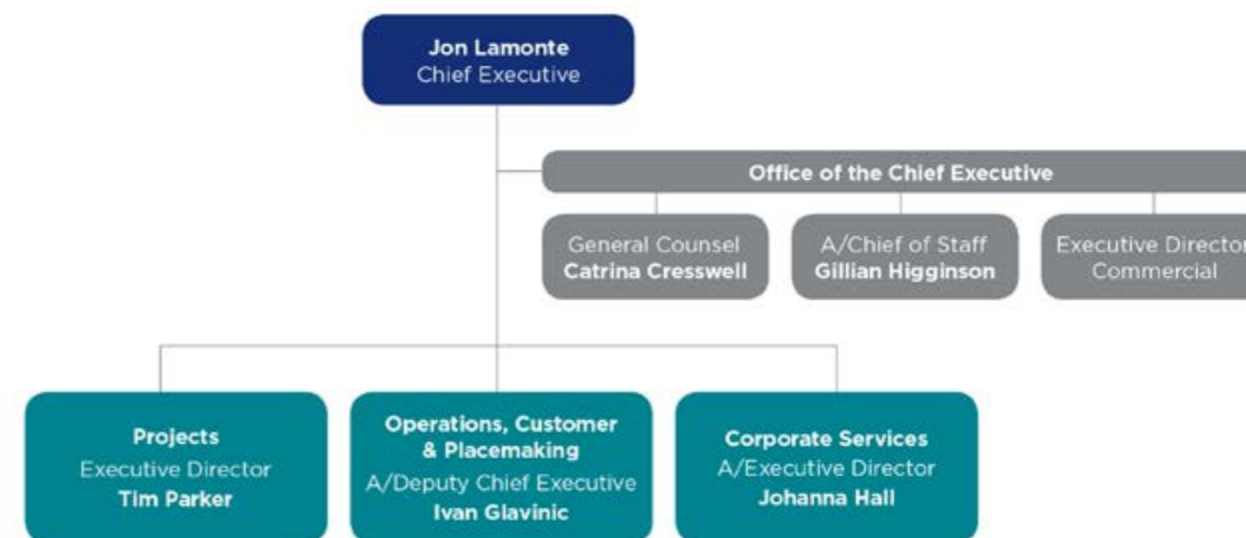 Jon Lamonte
Chief Executive
Office of the Chief Executive
General Counsel
Catrina Cresswell
A/Chief of Staff
Gillian Higginson
Executive Director
Commercial
Projects
Executive Director
Tim Parker
Operations, Customer
& Placemaking
A/Deputy Chief Executive
Ivan Glavinic
Corporate Services
A/Executive Director
Johanna Hall